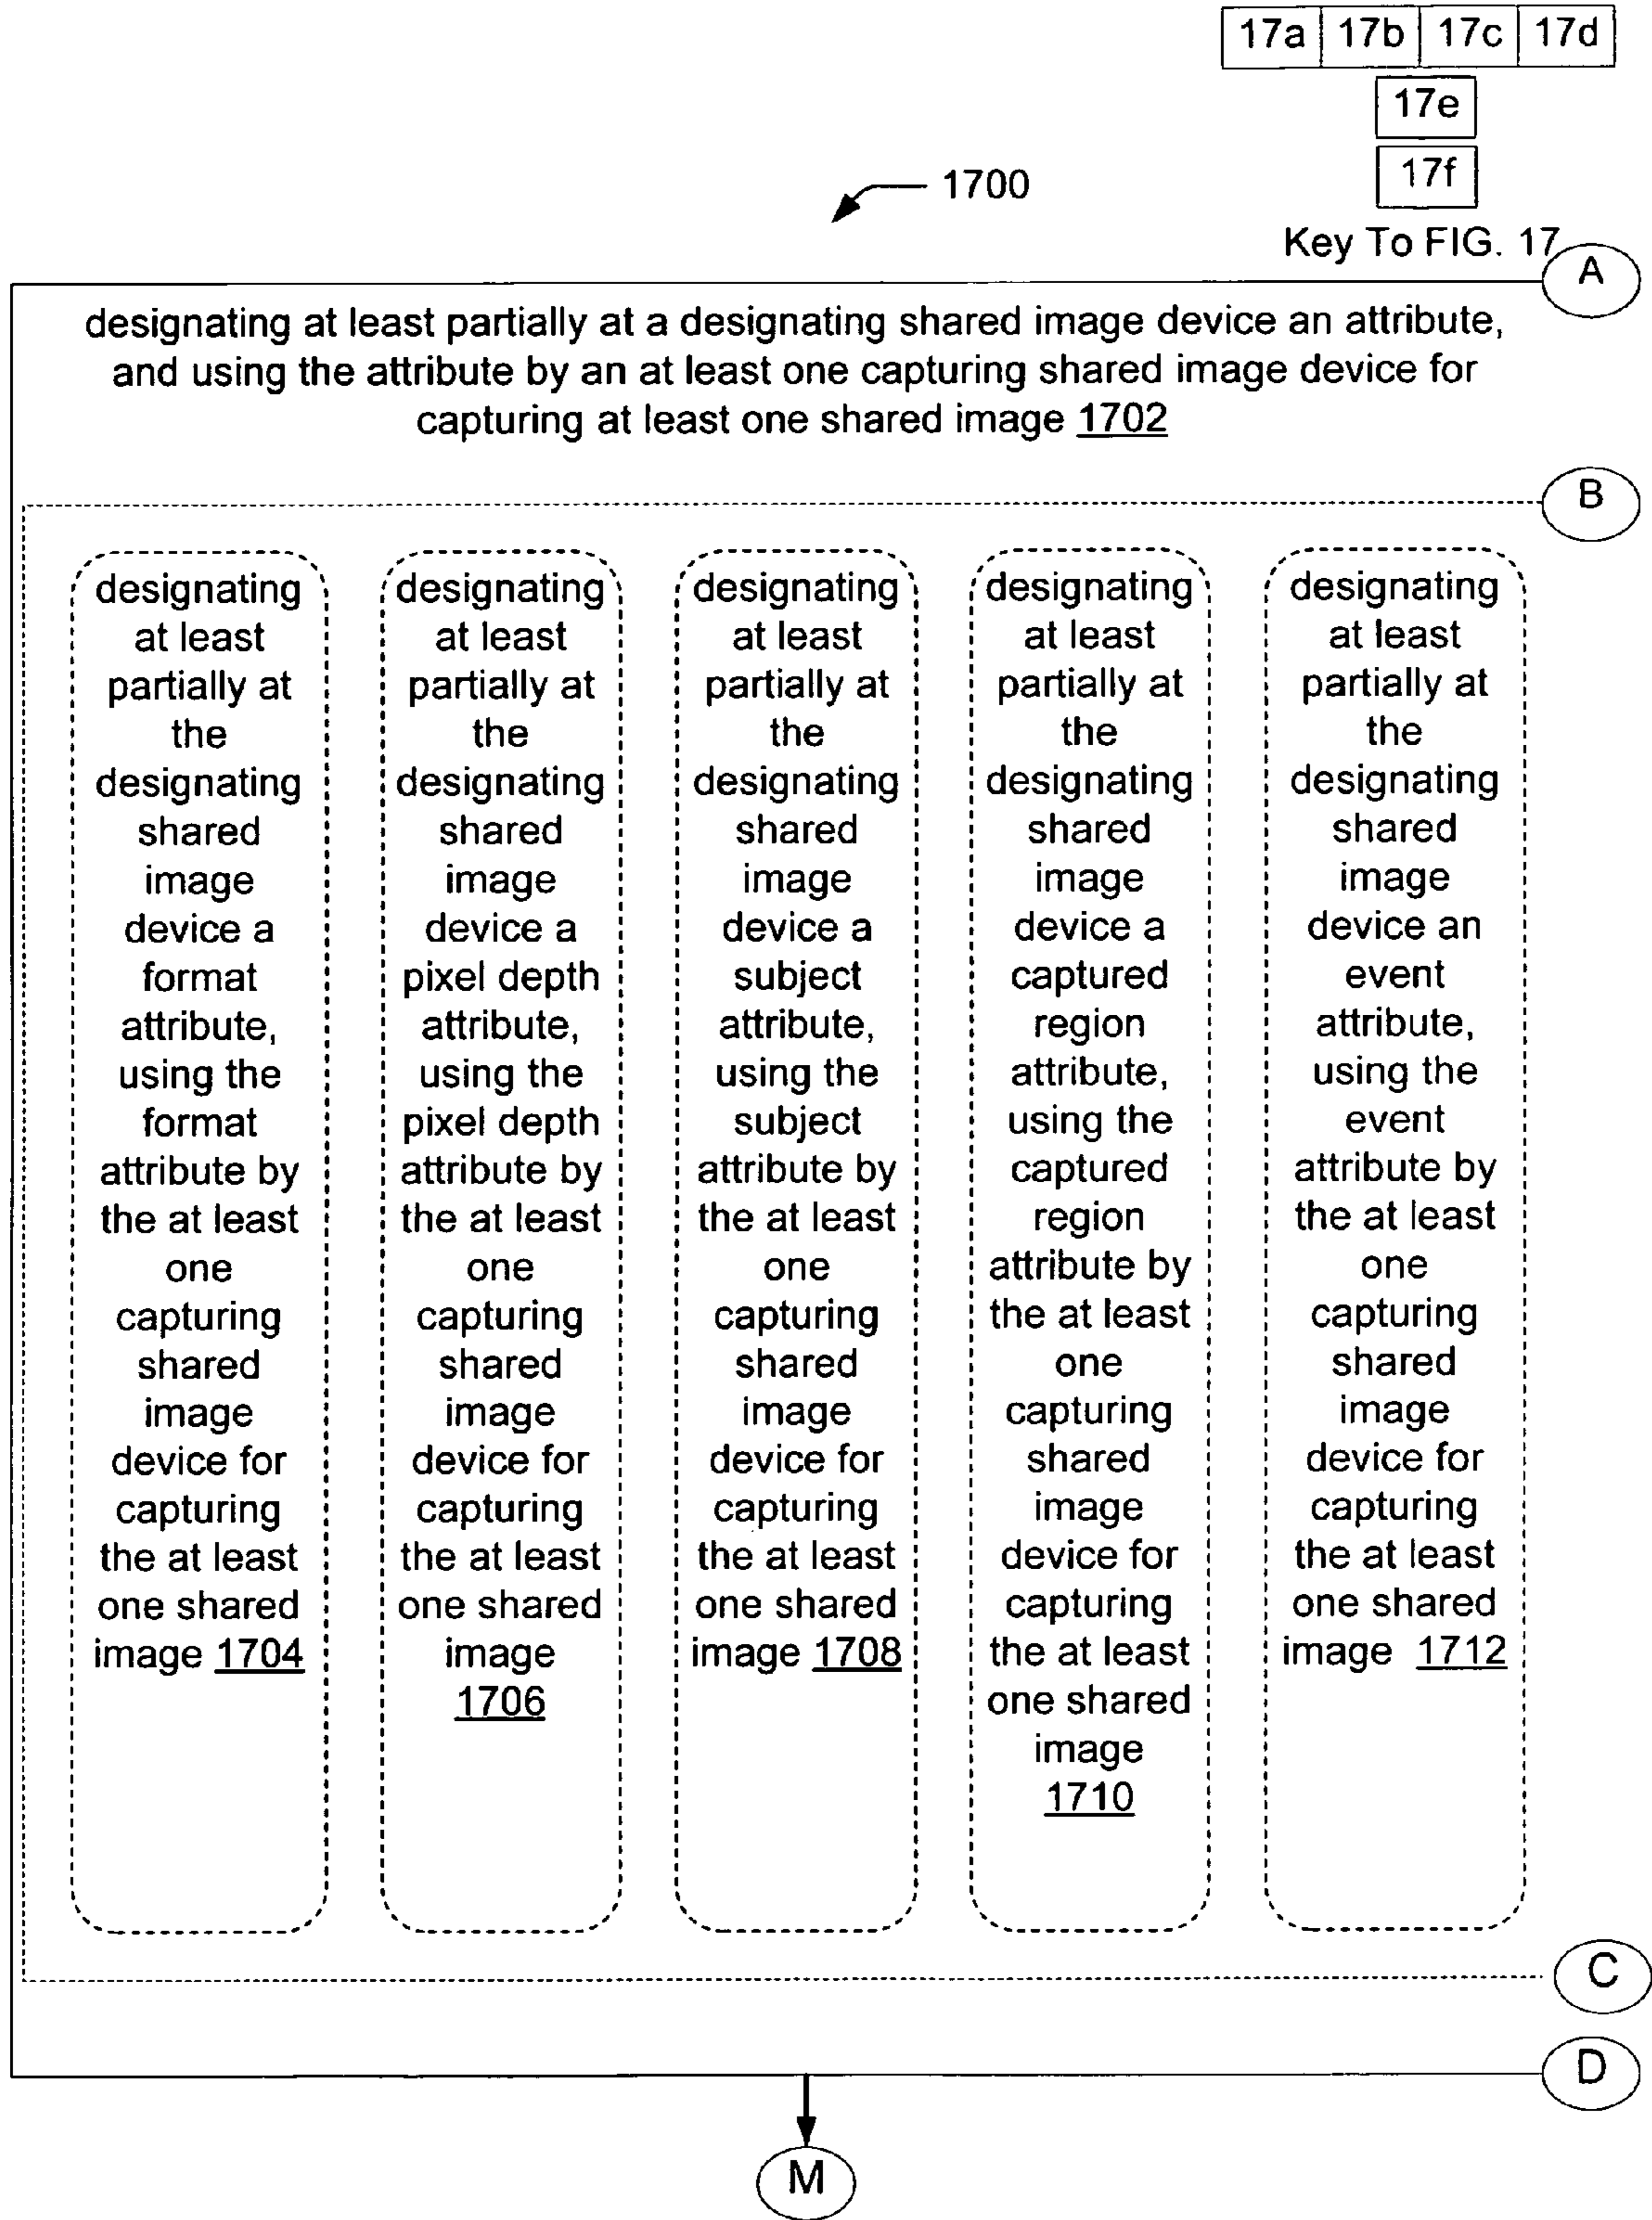 17a 17b 17c 17d
17e
17f
1700
Key To FIG. 17
A
designating at least partially at a designating shared image device an attribute,
and using the attribute by an at least one capturing shared image device for
capturing at least one shared image 1702
B
designating
at least
partially at
the
designating
shared
image
device a
format
attribute,
using the
format
attribute by
the at least
one
capturing
shared
image
device for
capturing
the at least
one shared
image 1704
designating
at least
partially at
the
designating
shared
image
device a
pixel depth
attribute,
using the
pixel depth
attribute by
the at least
one
capturing
shared
image
device for
capturing
the at least
one shared
image
1706
designating
at least
partially at
the
designating
shared
image
device a
subject
attribute,
using the
subject
attribute by
the at least
one
capturing
shared
image
device for
capturing
the at least
one shared
image 1708
designating
at least
partially at
the
designating
shared
image
device a
captured
region
attribute,
using the
captured
region
attribute by
the at least
one
capturing
shared
image
device for
capturing
the at least
one shared
image
1710
designating
at least
partially at
the
designating
shared
image
device an
event
attribute,
using the
event
attribute by
the at least
one
capturing
shared
image
device for
capturing
the at least
one shared
image 1712
C
D
M